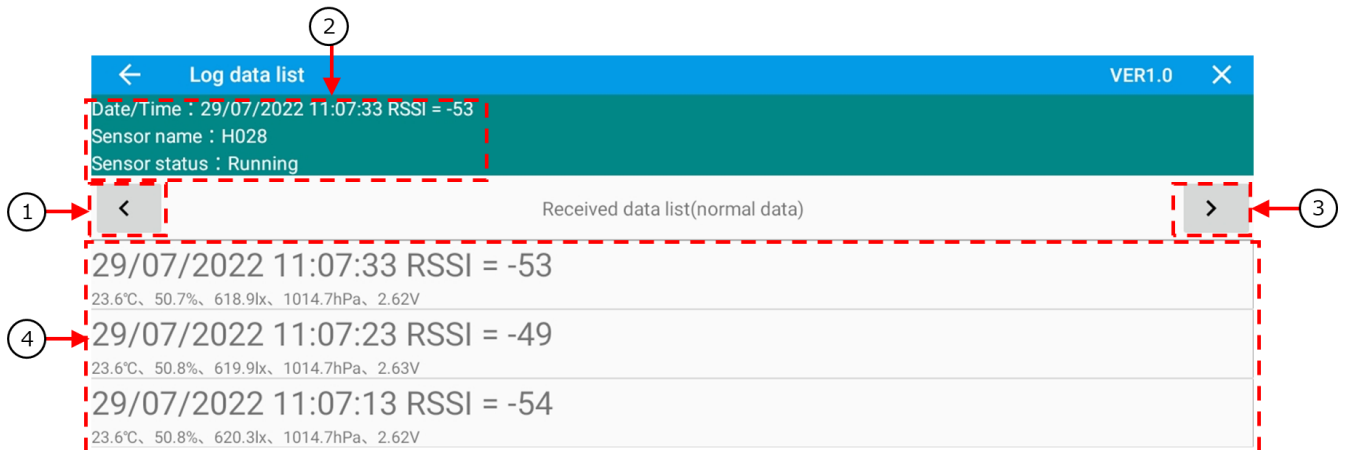 2
← Log data list VER1.0 ×
Date/Time：29/07/2022 11:07:33 RSSI = -53
Sensor name：H028
Sensor status：Running
1 < Received data list(normal data) > 3
29/07/2022 11:07:33 RSSI = -53
23.6℃、50.7%、618.9lx、1014.7hPa、2.62V
4
29/07/2022 11:07:23 RSSI = -49
23.6℃、50.8%、619.9lx、1014.7hPa、2.63V
29/07/2022 11:07:13 RSSI = -54
23.6℃、50.8%、620.3lx、1014.7hPa、2.62V